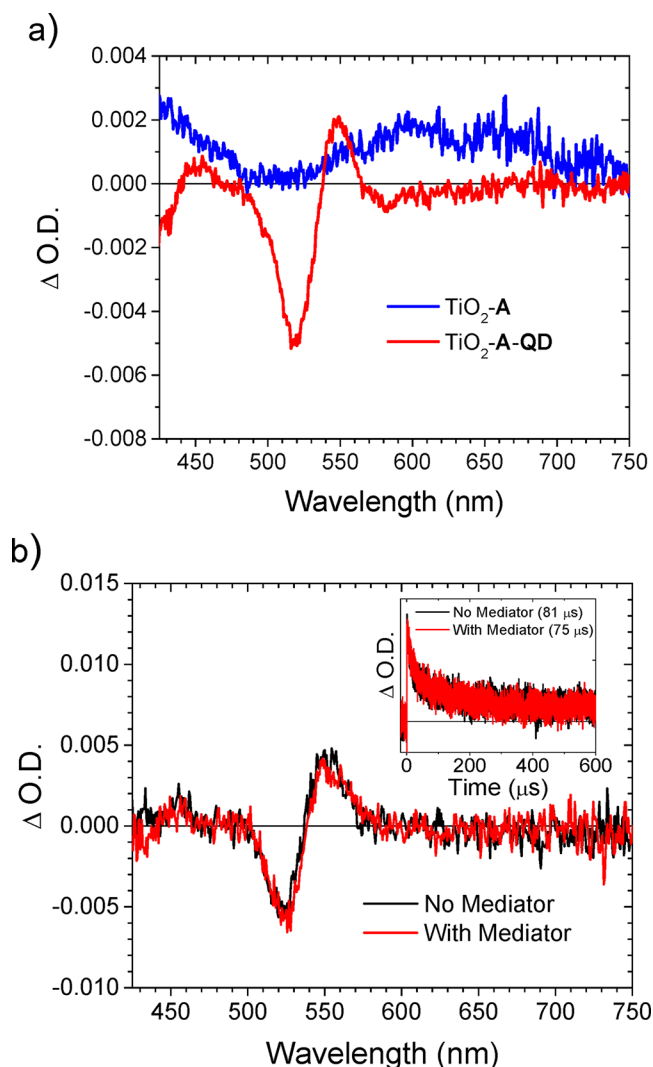 a)
0.004
0.002
0.000
-0.002
-0.004
-0.006
-0.008
Δ O.D.
TiO2-A
TiO2-A-QD
450 500 550 600 650 700 750
Wavelength (nm)
b)
0.015
0.010
0.005
0.000
-0.005
-0.010
Δ O.D.
No Mediator (81 μs)
With Mediator (75 μs)
Δ O.D.
0 200 400 600
Time (μs)
No Mediator
With Mediator
450 500 550 600 650 700 750
Wavelength (nm)